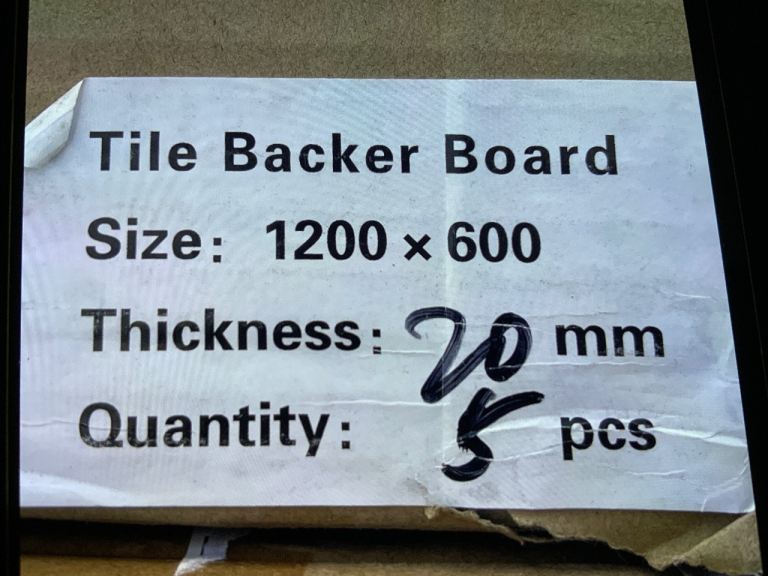 Tile Backer Board
Size: 1200 × 600
Thickness: 20 mm
Quantity: 5 pcs